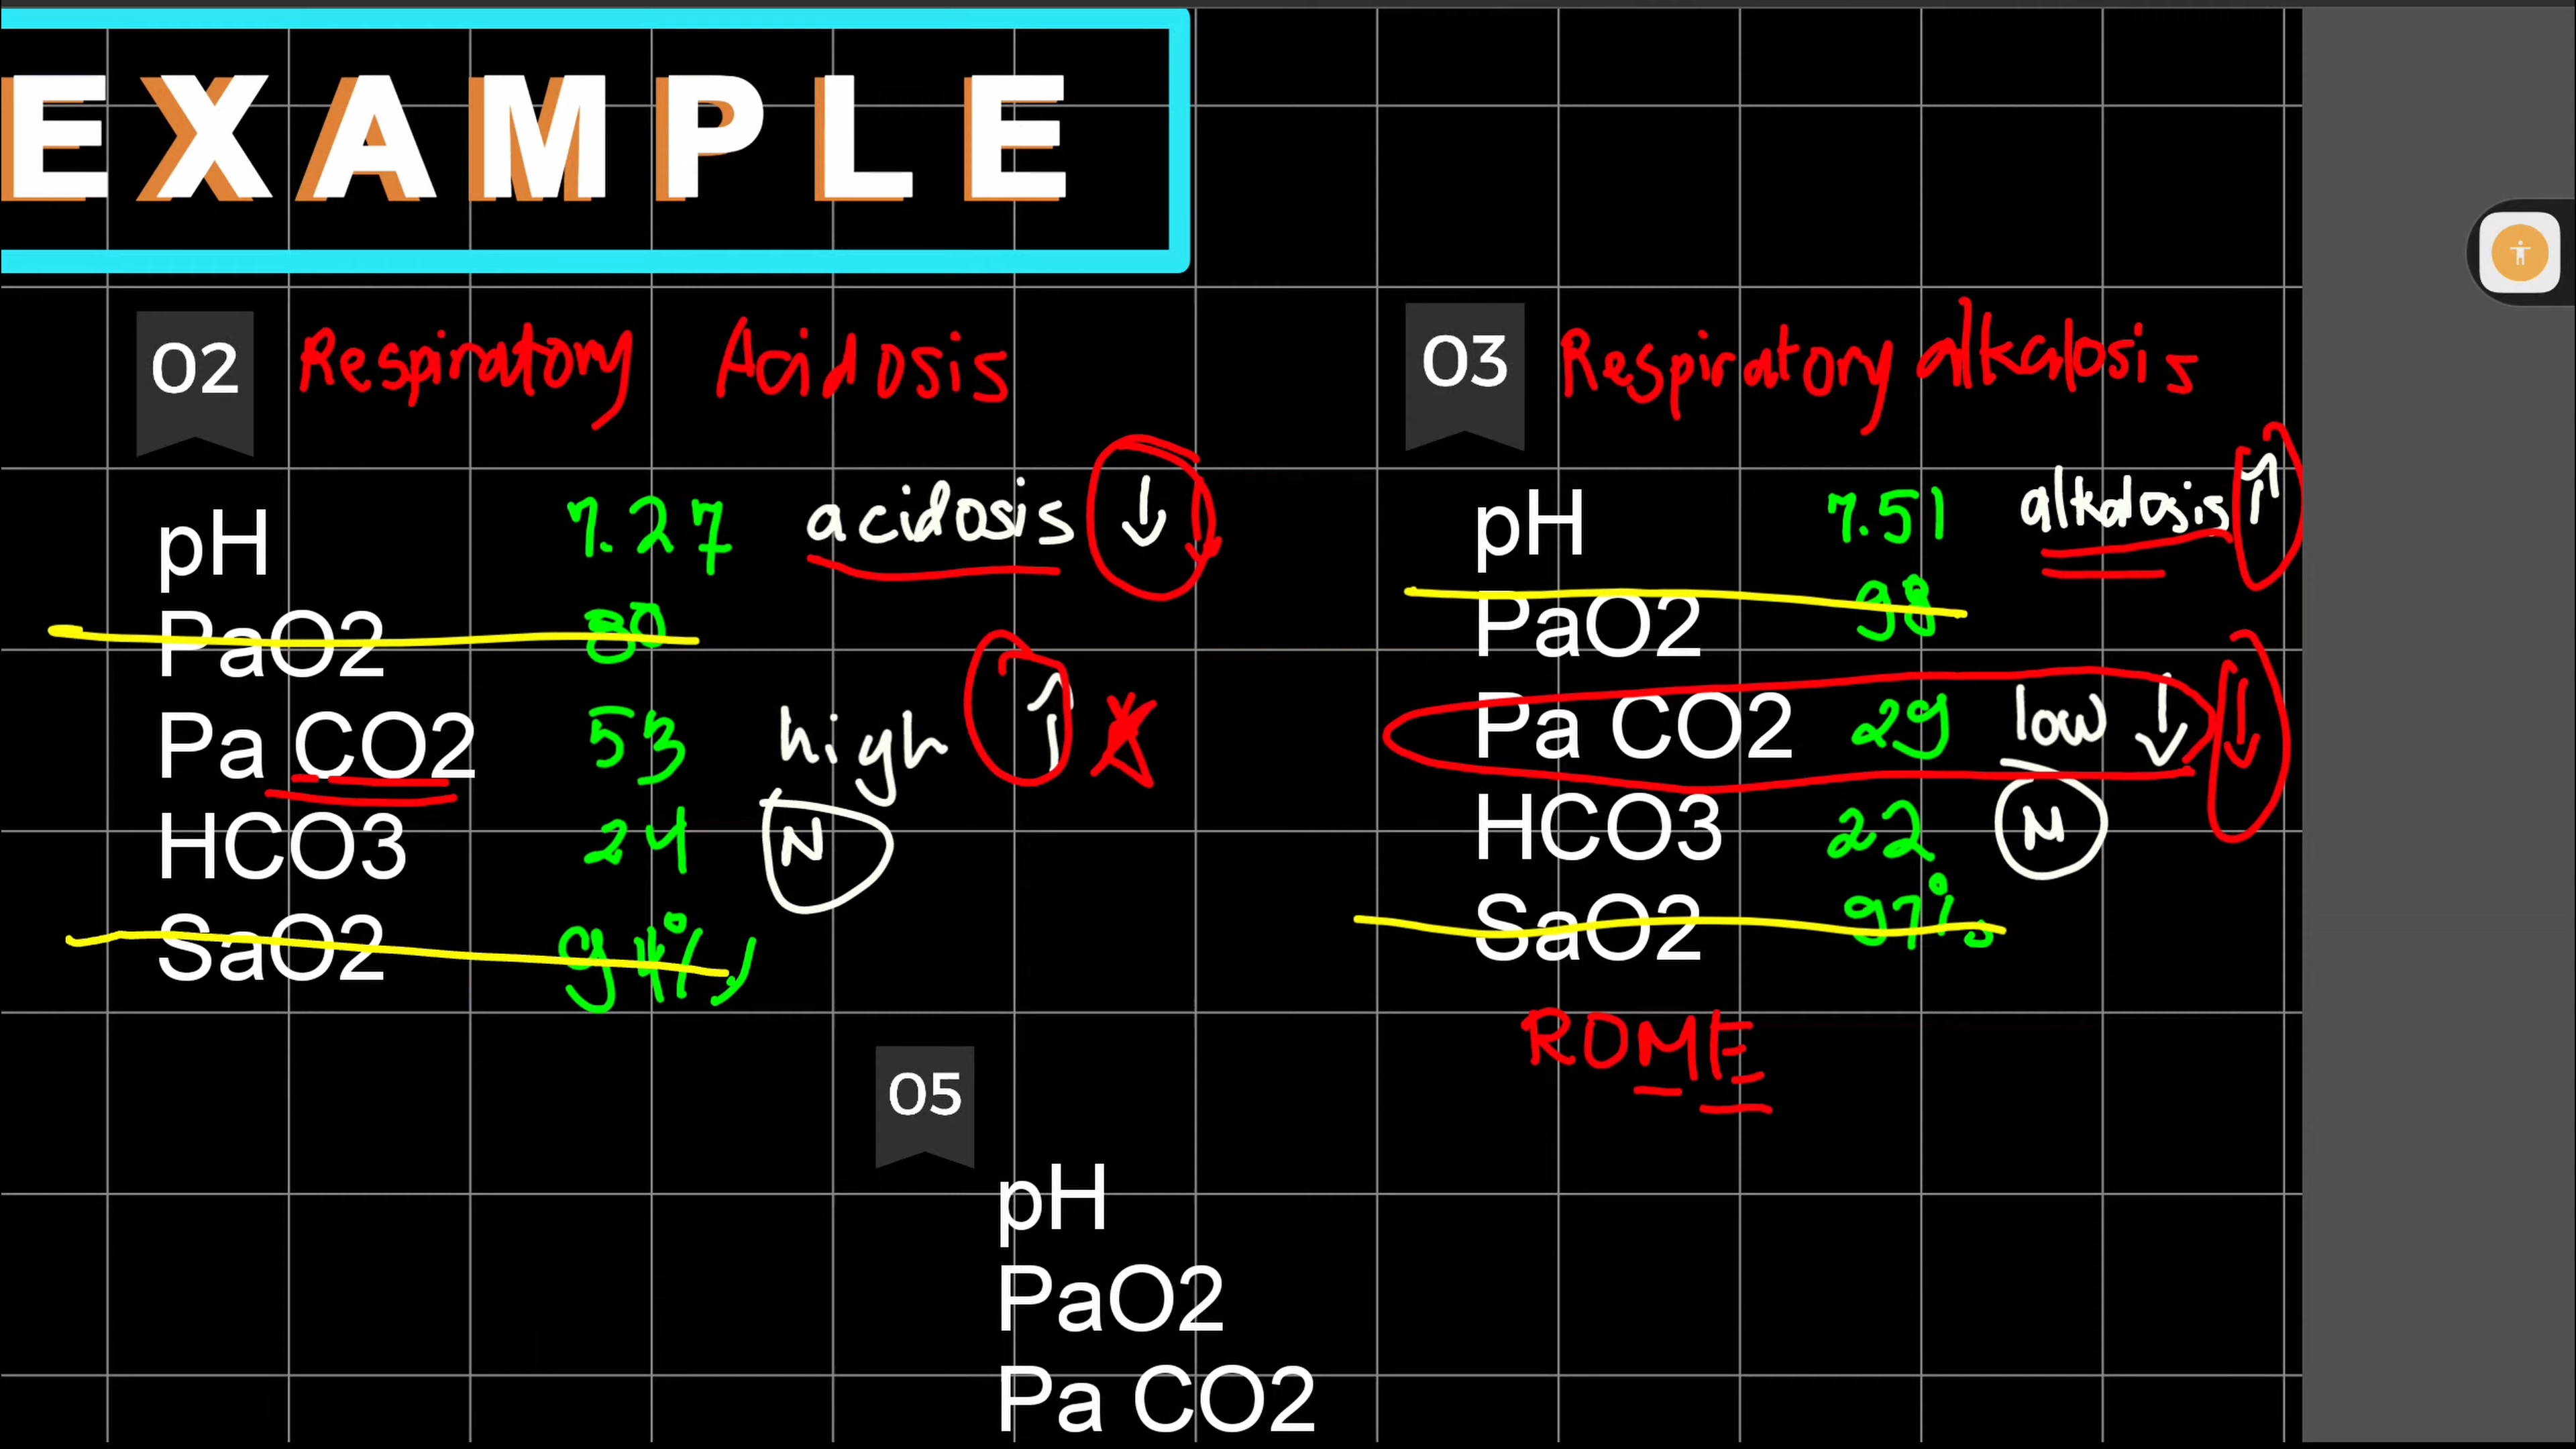 EXAMPLE
02 Respiratory Acidosis
pH 7.27 acidosis ↓
PaO2 80
Pa CO2 53 high ↑
HCO3 24 N
SaO2 94%
03 Respiratory alkalosis
pH 7.51 alkalosis ↑
PaO2 98
Pa CO2 29 low ↓ ↓
HCO3 22 N
SaO2 97%
ROME
05
pH
PaO2
Pa CO2